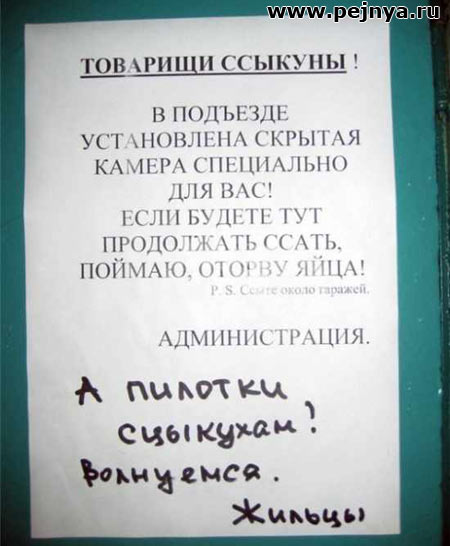 www.pejnya.ru
ТОВАРИЩИ ССЫКУНЫ !
В ПОДЪЕЗДЕ
УСТАНОВЛЕНА СКРЫТАЯ
КАМЕРА СПЕЦИАЛЬНО
ДЛЯ ВАС!
ЕСЛИ БУДЕТЕ ТУТ
ПРОДОЛЖАТЬ ССАТЬ,
ПОЙМАЮ, ОТОРВУ ЯЙЦА!
P. S. Ссыте около гаражей.
АДМИНИСТРАЦИЯ.
А пилотки
сцыкухам?
Волнуемся.
Жильцы